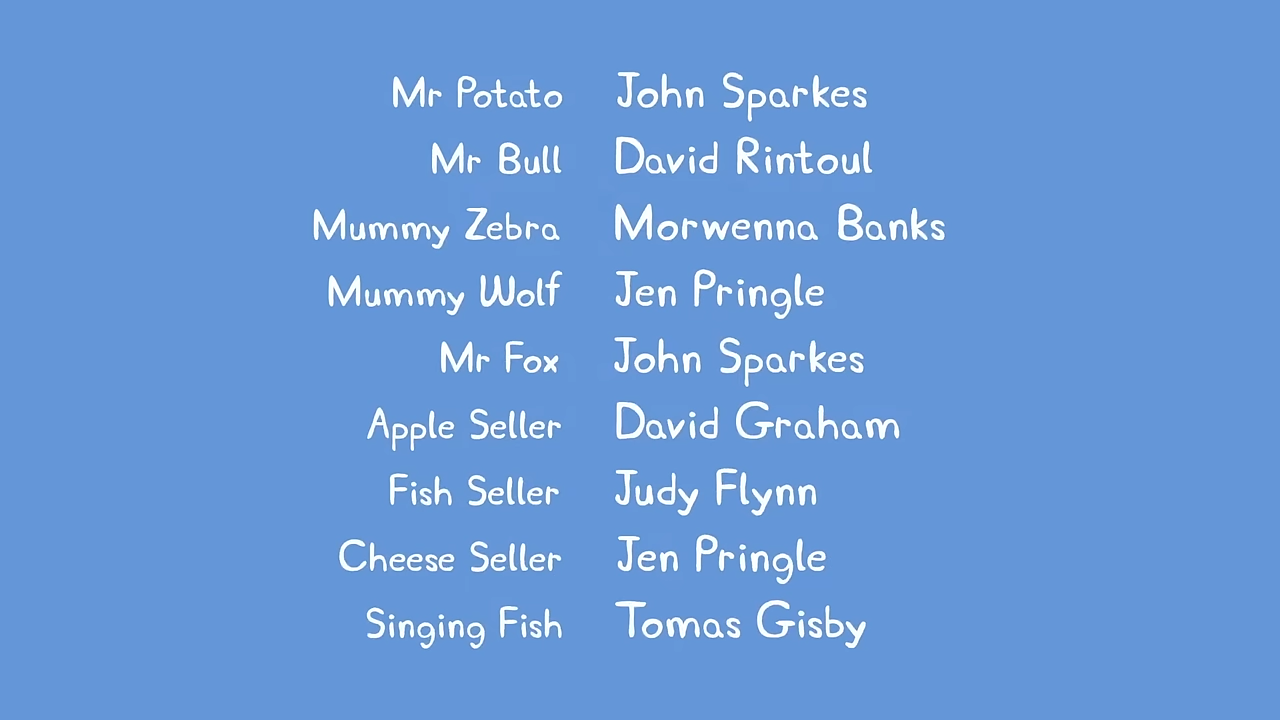 Mr Potato John Sparkes
Mr Bull David Rintoul
Mummy Zebra Morwenna Banks
Mummy Wolf Jen Pringle
Mr Fox John Sparkes
Apple Seller David Graham
Fish Seller Judy Flynn
Cheese Seller Jen Pringle
Singing Fish Tomas Gisby